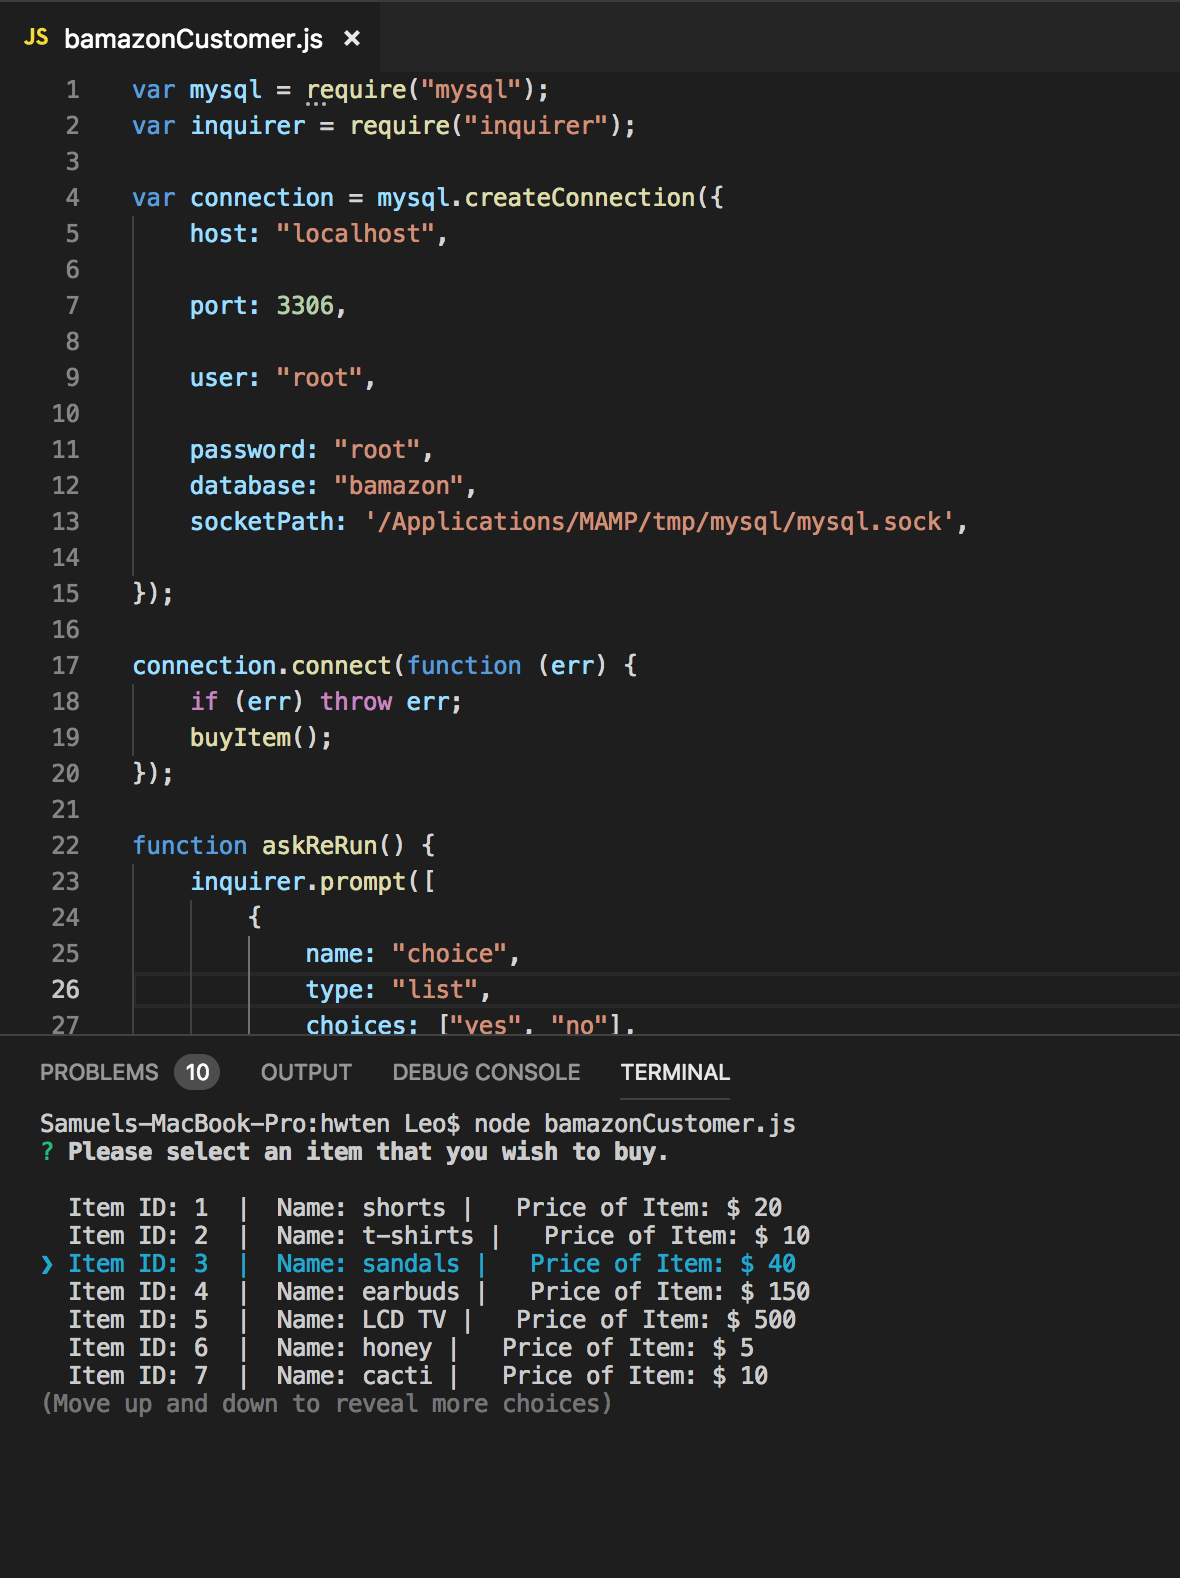 JS bamazonCustomer.js ×
1 var mysql = require("mysql");
2 var inquirer = require("inquirer");
3
4 var connection = mysql.createConnection({
5 host: "localhost",
6
7 port: 3306,
8
9 user: "root",
10
11 password: "root",
12 database: "bamazon",
13 socketPath: '/Applications/MAMP/tmp/mysql/mysql.sock',
14
15 });
16
17 connection.connect(function (err) {
18 if (err) throw err;
19 buyItem();
20 });
21
22 function askReRun() {
23 inquirer.prompt([
24 {
25 name: "choice",
26 type: "list",
27 choices: ["yes", "no"],
PROBLEMS 10 OUTPUT DEBUG CONSOLE TERMINAL
Samuels-MacBook-Pro:hwten Leo$ node bamazonCustomer.js
? Please select an item that you wish to buy.
Item ID: 1 | Name: shorts | Price of Item: $ 20
Item ID: 2 | Name: t-shirts | Price of Item: $ 10
❯ Item ID: 3 | Name: sandals | Price of Item: $ 40
Item ID: 4 | Name: earbuds | Price of Item: $ 150
Item ID: 5 | Name: LCD TV | Price of Item: $ 500
Item ID: 6 | Name: honey | Price of Item: $ 5
Item ID: 7 | Name: cacti | Price of Item: $ 10
(Move up and down to reveal more choices)